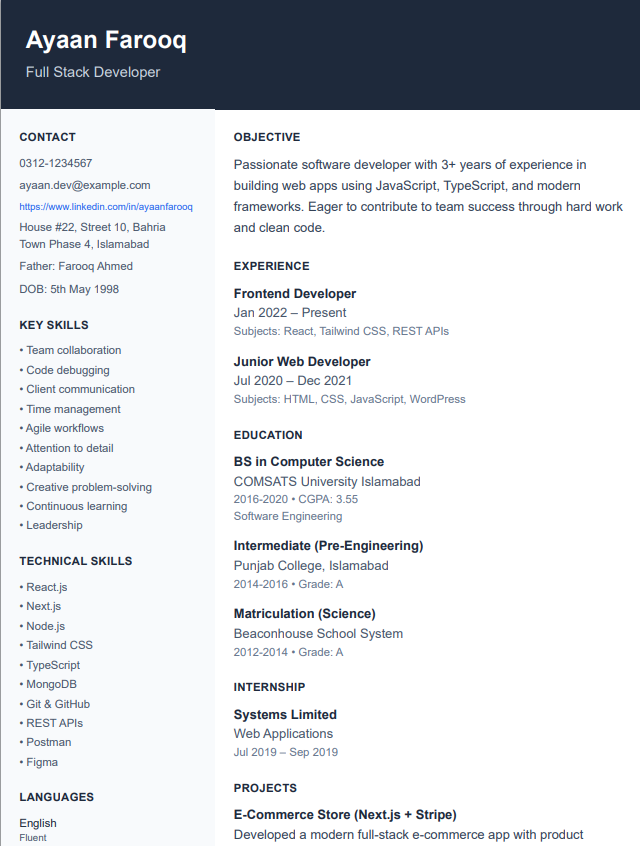 Ayaan Farooq
Full Stack Developer
CONTACT
0312-1234567
ayaan.dev@example.com
https://www.linkedin.com/in/ayaanfarooq
House #22, Street 10, Bahria
Town Phase 4, Islamabad
Father: Farooq Ahmed
DOB: 5th May 1998
KEY SKILLS
• Team collaboration
• Code debugging
• Client communication
• Time management
• Agile workflows
• Attention to detail
• Adaptability
• Creative problem-solving
• Continuous learning
• Leadership
TECHNICAL SKILLS
• React.js
• Next.js
• Node.js
• Tailwind CSS
• TypeScript
• MongoDB
• Git & GitHub
• REST APIs
• Postman
• Figma
LANGUAGES
English
Fluent
OBJECTIVE
Passionate software developer with 3+ years of experience in
building web apps using JavaScript, TypeScript, and modern
frameworks. Eager to contribute to team success through hard work
and clean code.
EXPERIENCE
Frontend Developer
Jan 2022 – Present
Subjects: React, Tailwind CSS, REST APIs
Junior Web Developer
Jul 2020 – Dec 2021
Subjects: HTML, CSS, JavaScript, WordPress
EDUCATION
BS in Computer Science
COMSATS University Islamabad
2016-2020 • CGPA: 3.55
Software Engineering
Intermediate (Pre-Engineering)
Punjab College, Islamabad
2014-2016 • Grade: A
Matriculation (Science)
Beaconhouse School System
2012-2014 • Grade: A
INTERNSHIP
Systems Limited
Web Applications
Jul 2019 – Sep 2019
PROJECTS
E-Commerce Store (Next.js + Stripe)
Developed a modern full-stack e-commerce app with product